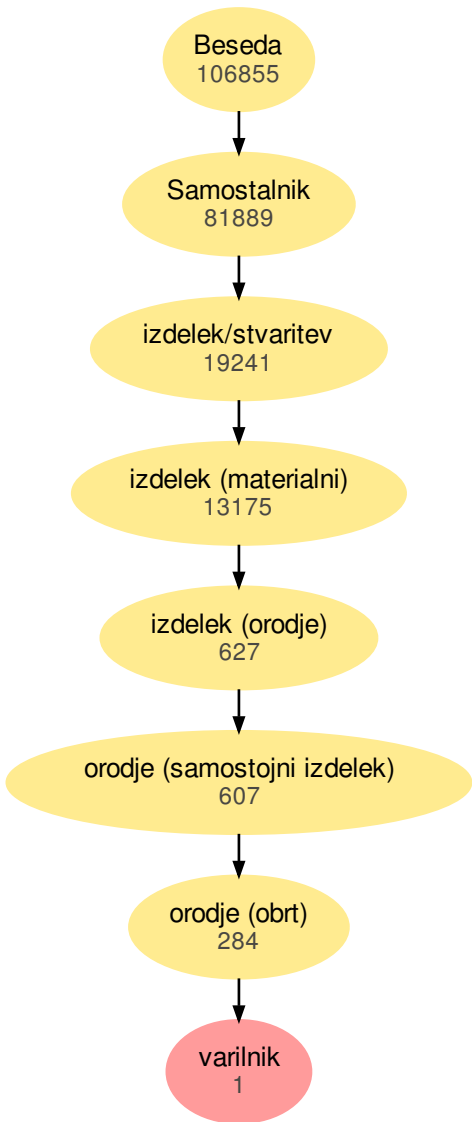 Beseda
106855
Samostalnik
81889
izdelek/stvaritev
19241
izdelek (materialni)
13175
izdelek (orodje)
627
orodje (samostojni izdelek)
607
orodje (obrt)
284
varilnik
1